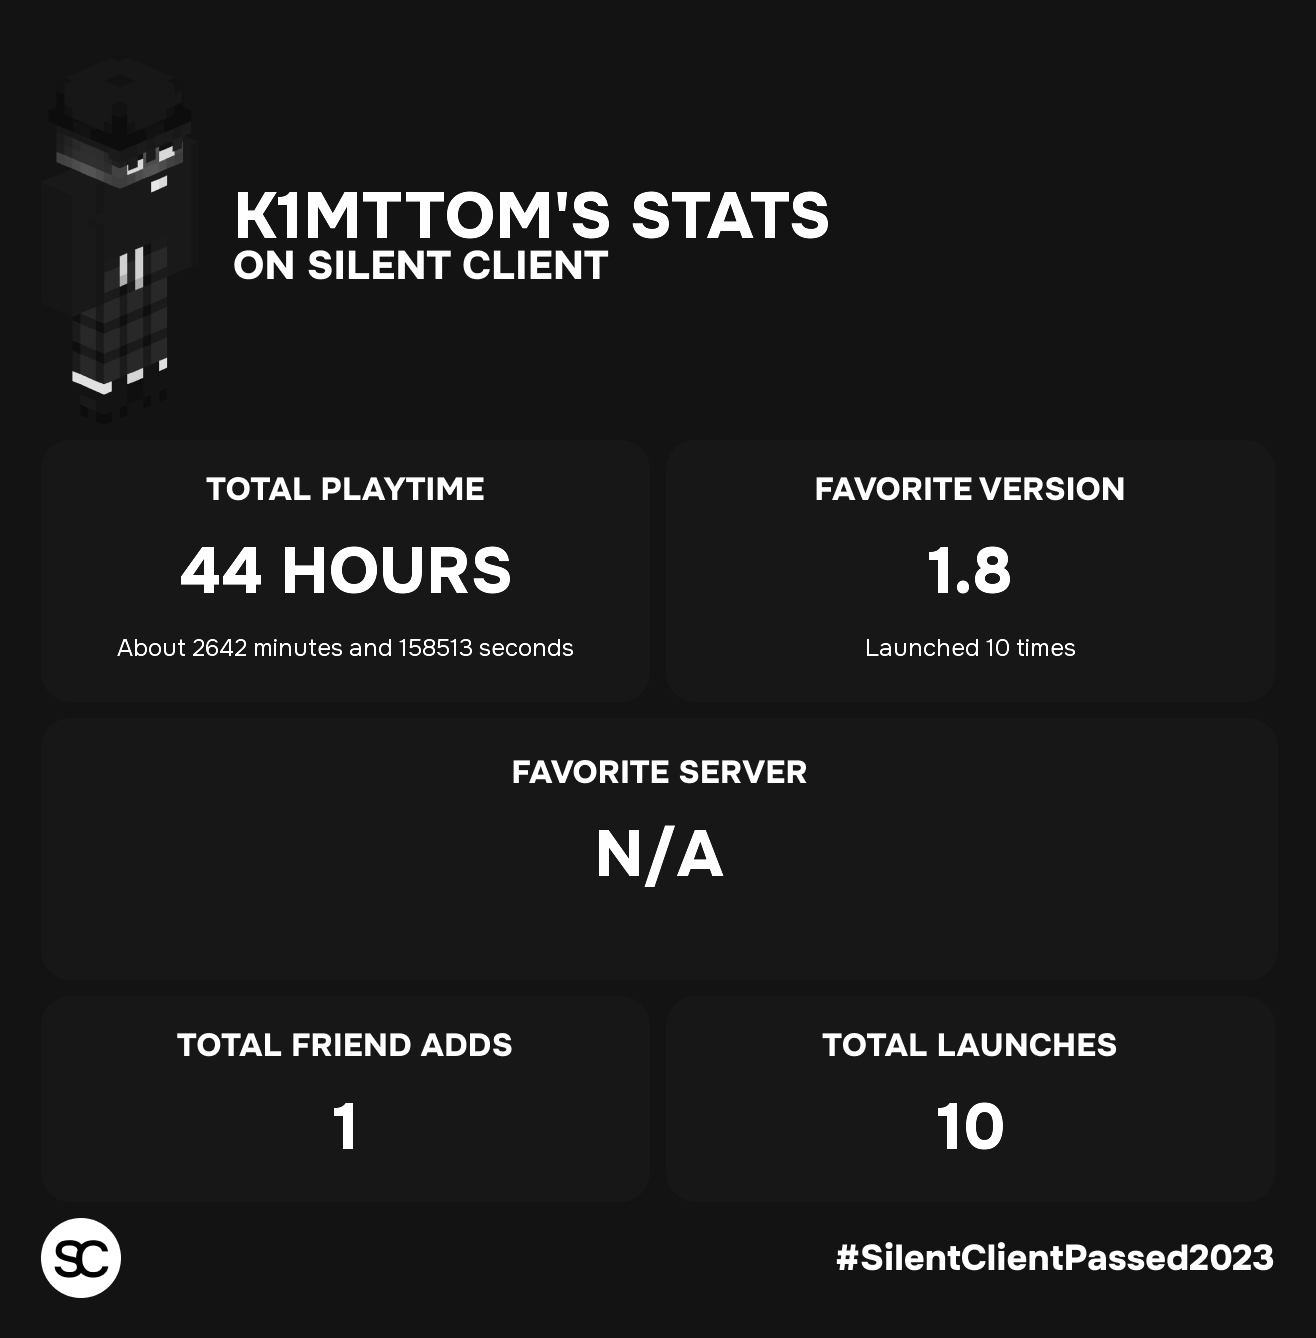 K1MTTOM'S STATS
ON SILENT CLIENT
TOTAL PLAYTIME
44 HOURS
About 2642 minutes and 158513 seconds
FAVORITE VERSION
1.8
Launched 10 times
FAVORITE SERVER
N/A
TOTAL FRIEND ADDS
1
TOTAL LAUNCHES
10
SC
#SilentClientPassed2023